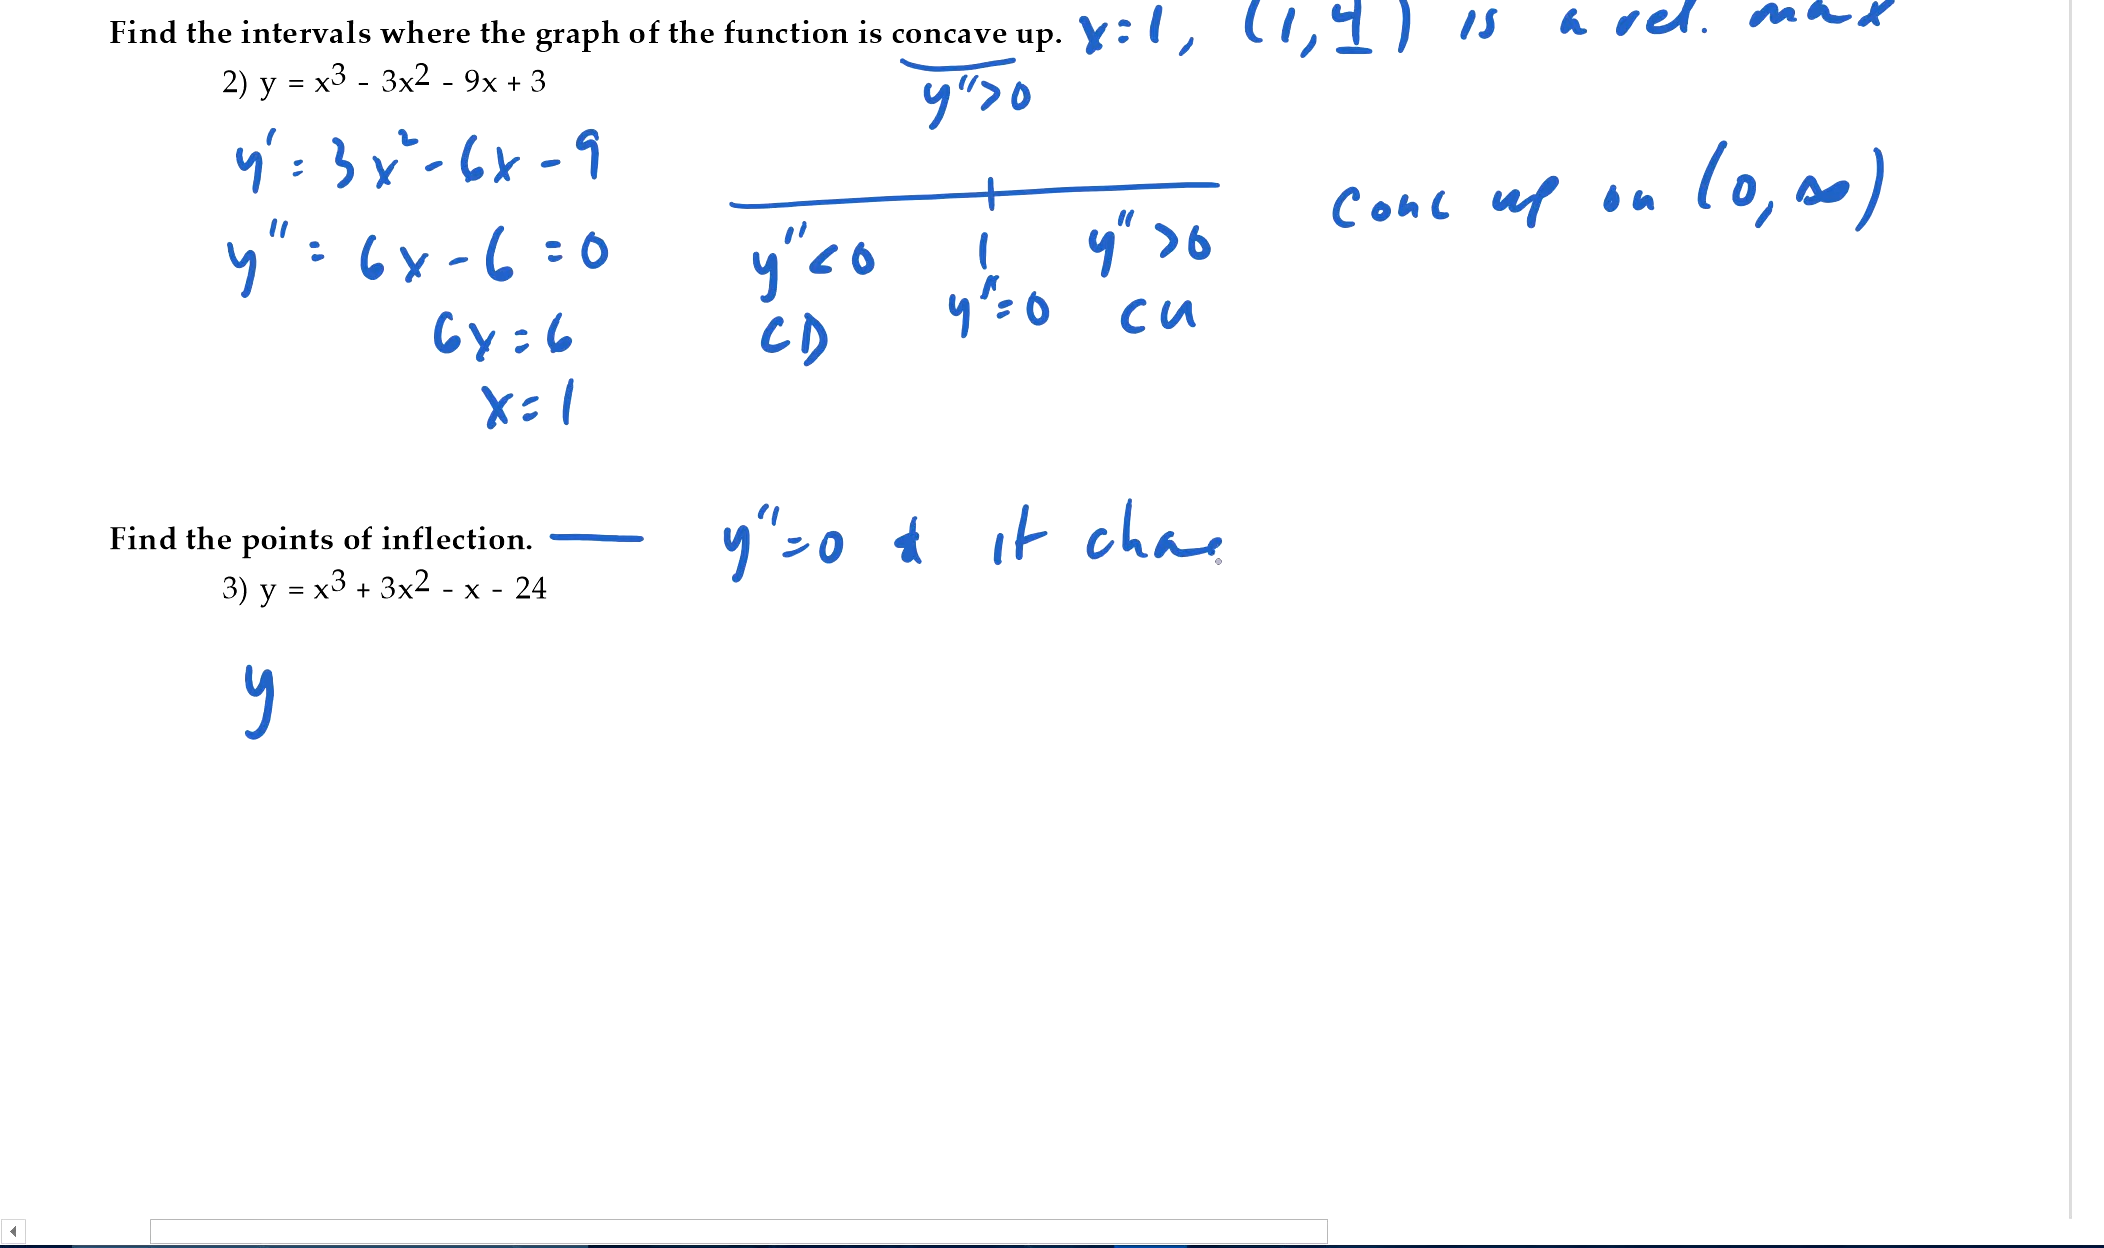 Find the intervals where the graph of the function is concave up. x=1, (1,4) is a rel. max
2) y = x3 - 3x2 - 9x + 3
y''>0
y' = 3x² - 6x - 9
conc up on (0, ∞)
y'' = 6x - 6 = 0
y''<0 1 y''>0
6x = 6
CD y''=0 CU
x = 1
Find the points of inflection. — y''=0 & it chan
3) y = x3 + 3x2 - x - 24
y